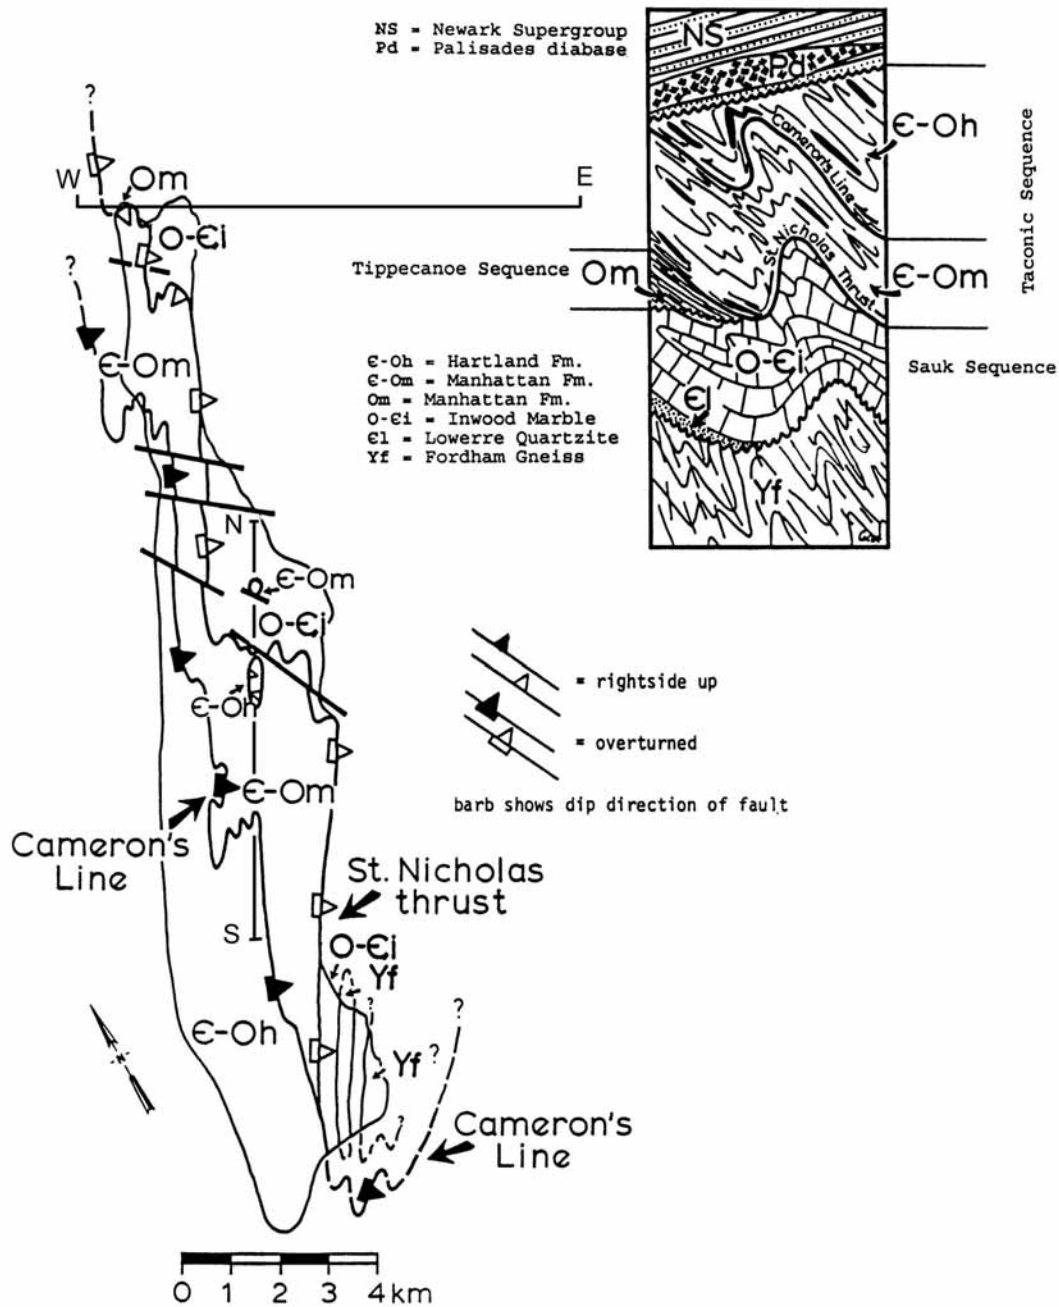 NS = Newark Supergroup
Pd = Palisades diabase
NS
Pd
Cameron's Line
Є-Oh
Taconic Sequence
St. Nicholas Thrust
Є-Om
Tippecanoe Sequence
Om
O-Єi
Sauk Sequence
Єl
Yf
Є-Oh = Hartland Fm.
Є-Om = Manhattan Fm.
Om = Manhattan Fm.
O-Єi = Inwood Marble
Єl = Lowerre Quartzite
Yf = Fordham Gneiss
?
W
Om
E
O-Єi
?
Є-Om
N
Є-Om
O-Єi
Є-Oh
Є-Om
= rightside up
= overturned
barb shows dip direction of fault
Cameron's
Line
St. Nicholas
thrust
S
O-Єi
Yf
?
?
Є-Oh
Yf
?
?
Cameron's
Line
0 1 2 3 4 km